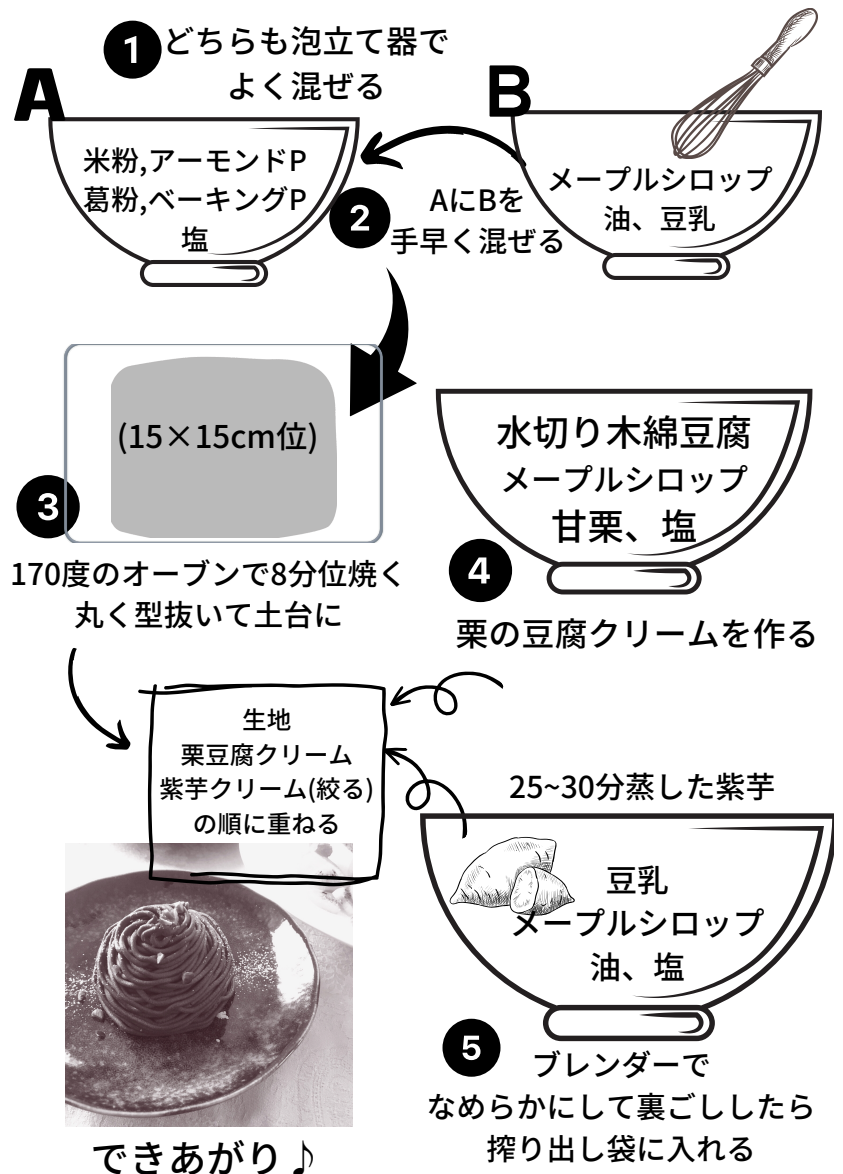 1
どちらも泡立て器で
よく混ぜる
A
米粉,アーモンドP
葛粉,ベーキングP
塩
B
メープルシロップ
油、豆乳
2
AにBを
手早く混ぜる
(15×15cm位)
3
170度のオーブンで8分位焼く
丸く型抜いて土台に
水切り木綿豆腐
メープルシロップ
甘栗、塩
4
栗の豆腐クリームを作る
25~30分蒸した紫芋
豆乳
メープルシロップ
油、塩
5
ブレンダーで
なめらかにして裏ごししたら
搾り出し袋に入れる
生地
栗豆腐クリーム
紫芋クリーム(絞る)
の順に重ねる
できあがり♪